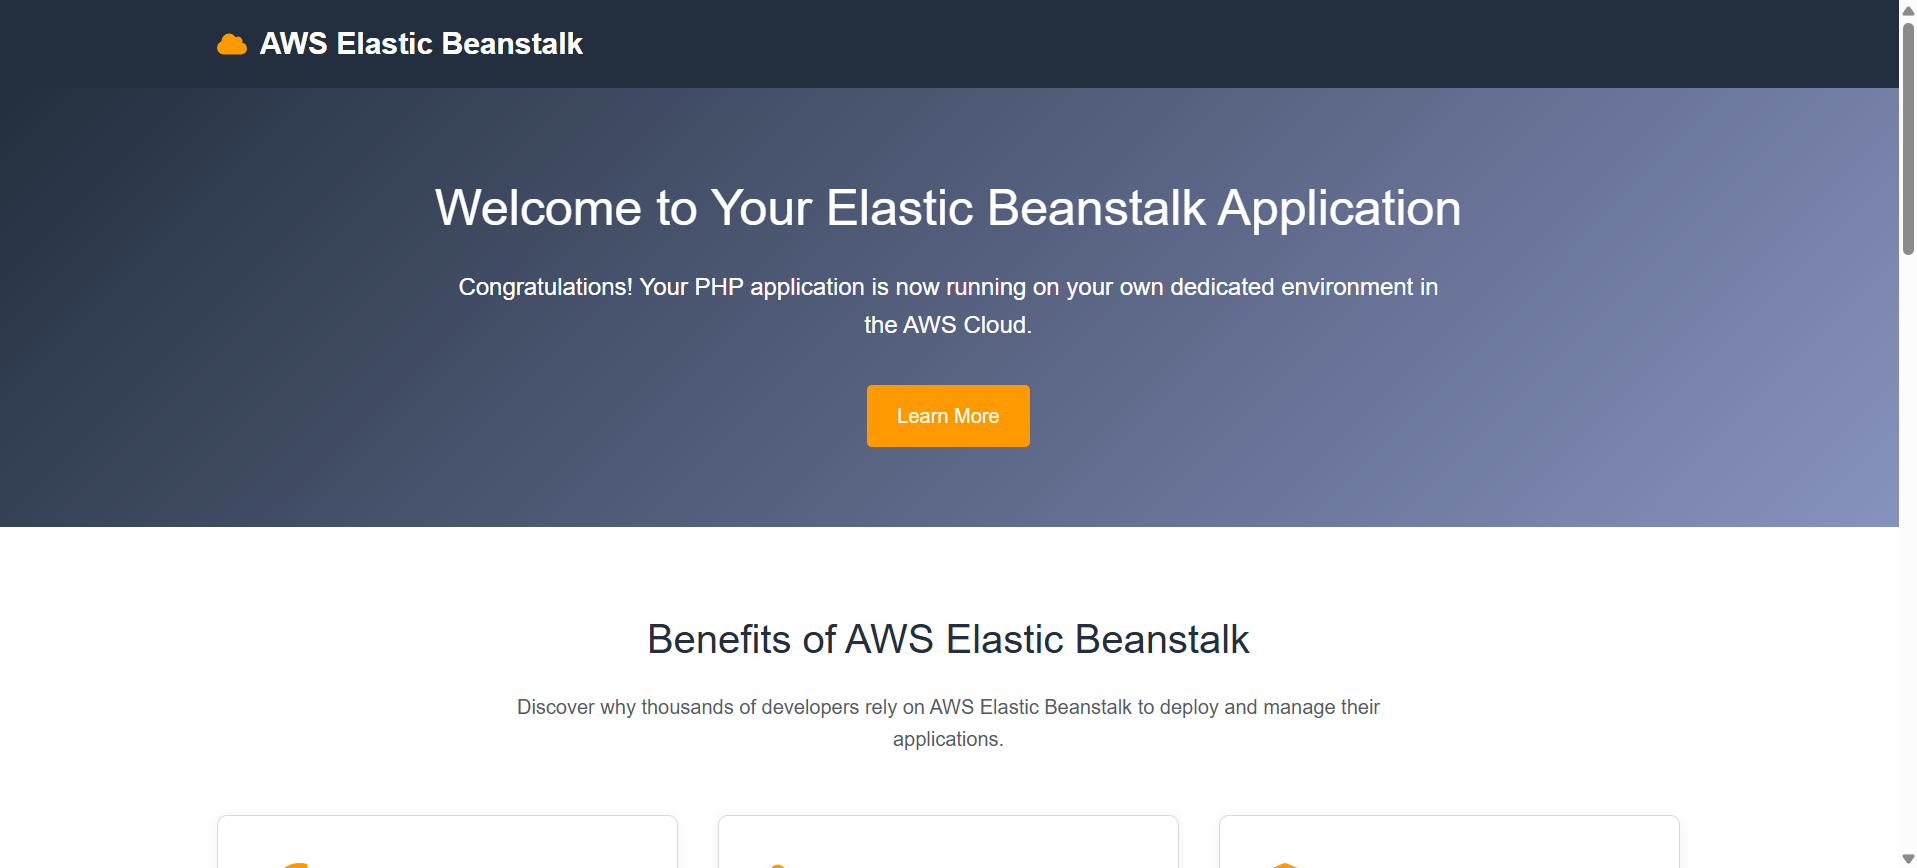 AWS Elastic Beanstalk
Welcome to Your Elastic Beanstalk Application
Congratulations! Your PHP application is now running on your own dedicated environment in
the AWS Cloud.
Learn More
Benefits of AWS Elastic Beanstalk
Discover why thousands of developers rely on AWS Elastic Beanstalk to deploy and manage their
applications.